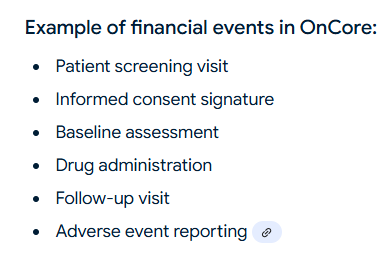 Example of financial events in OnCore:
• Patient screening visit
• Informed consent signature
• Baseline assessment
• Drug administration
• Follow-up visit
• Adverse event reporting